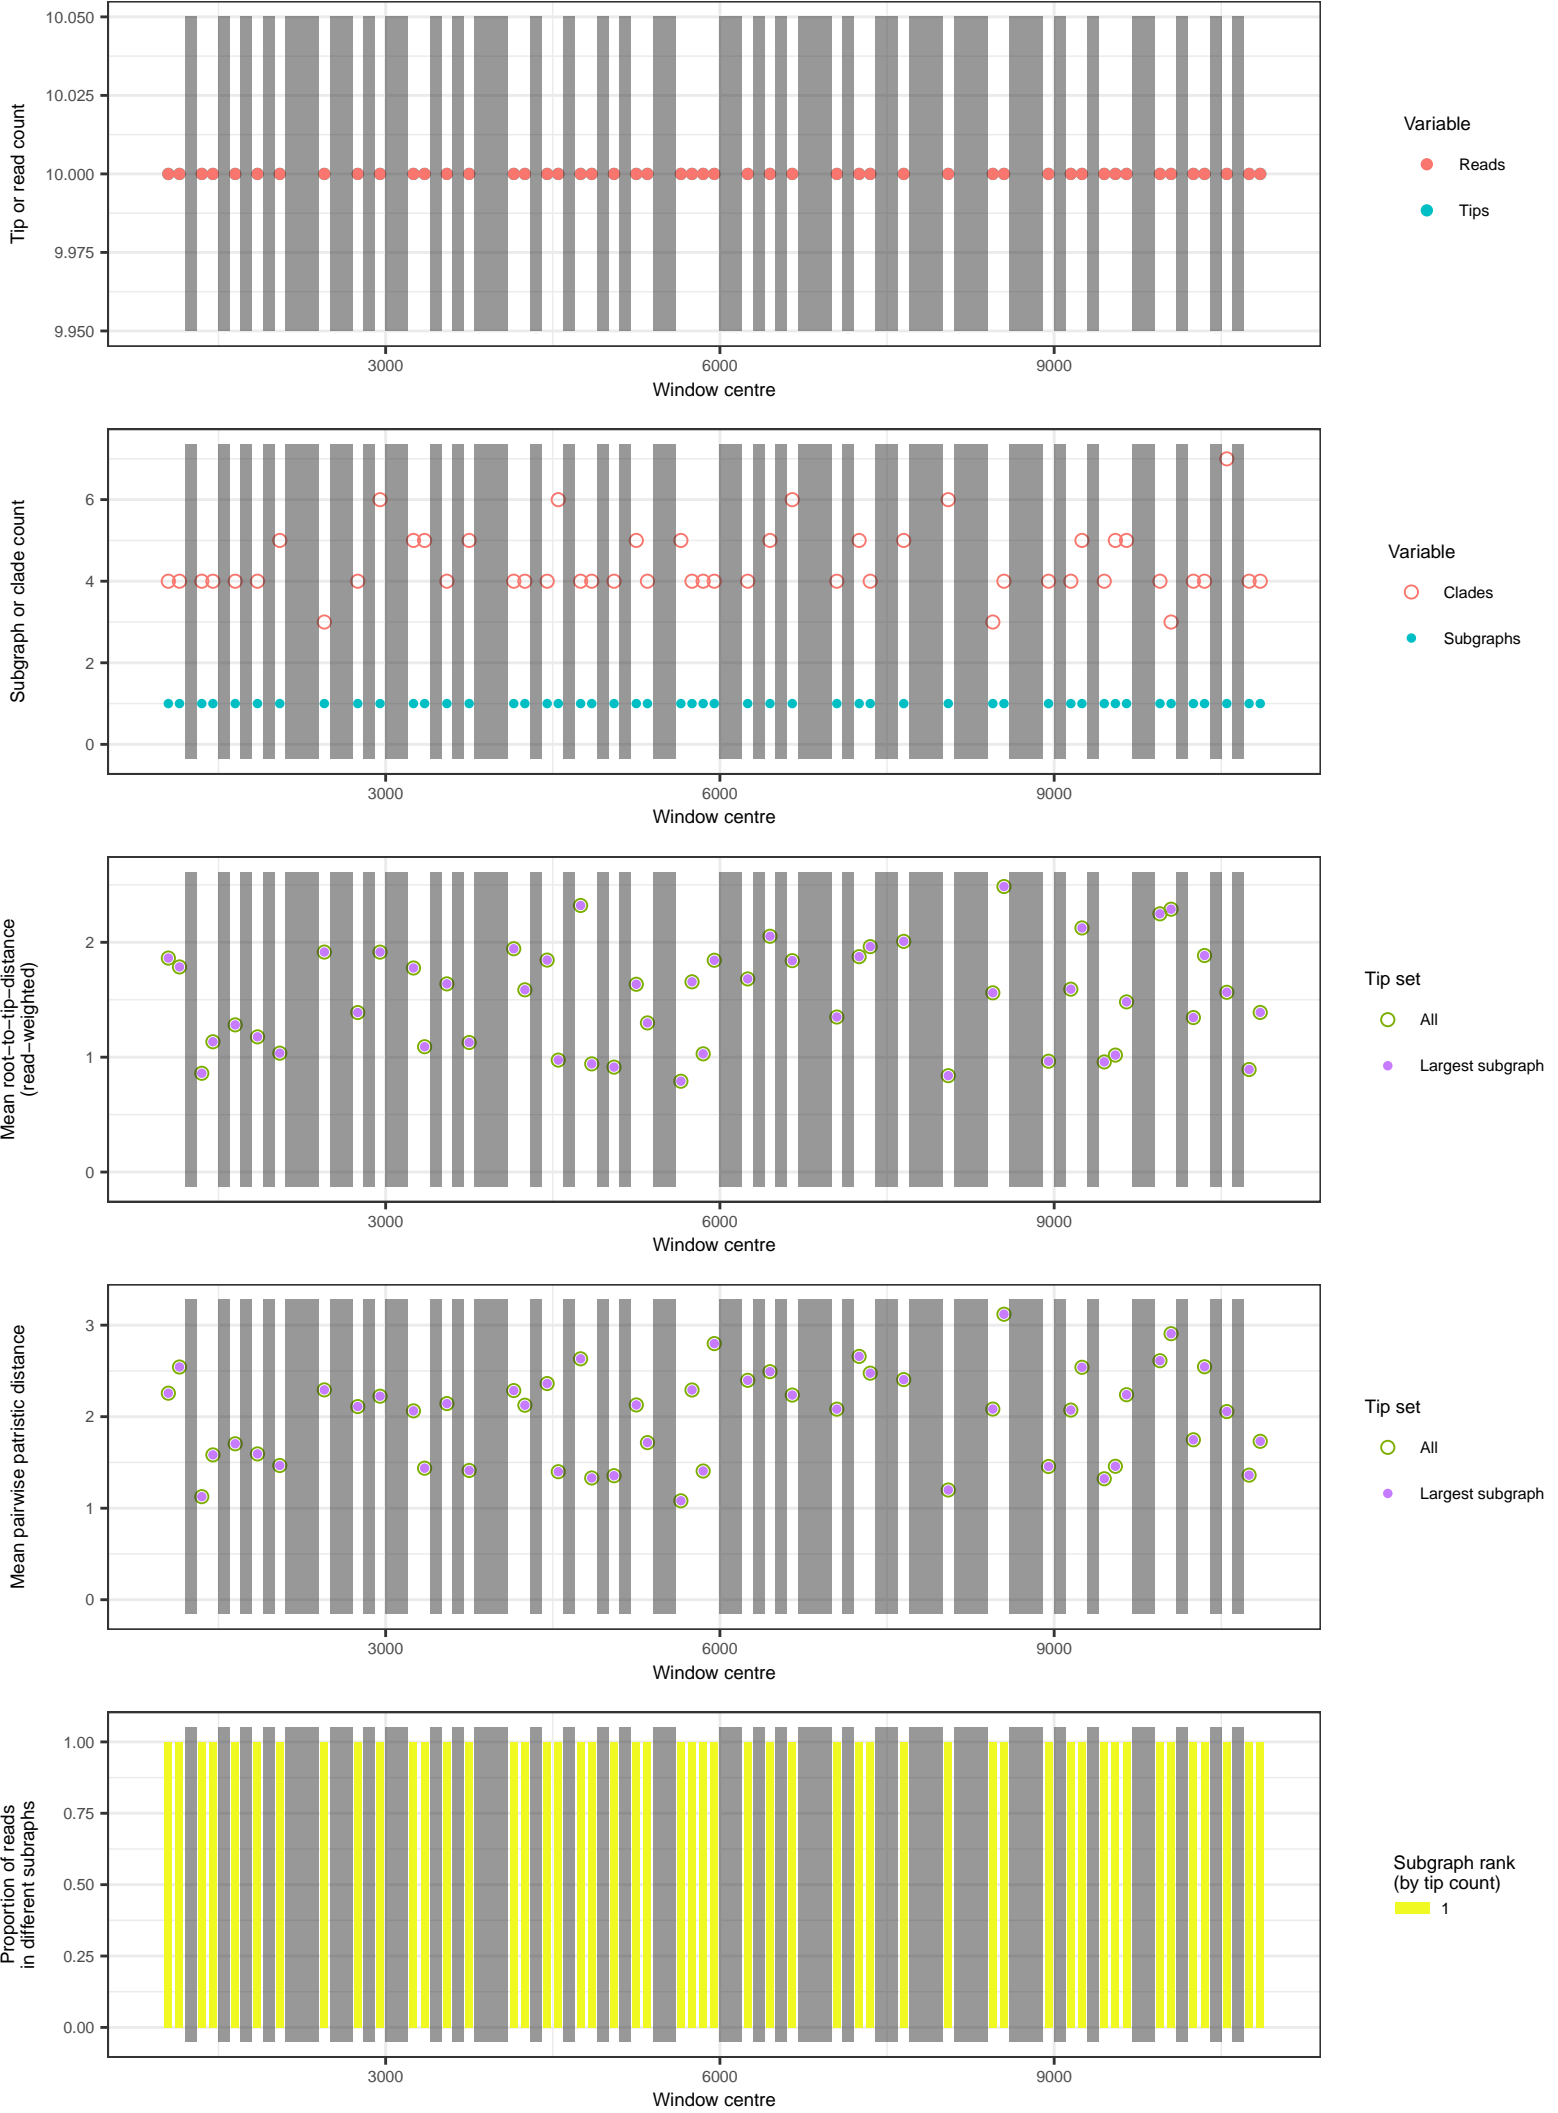 10.050
10.025
10.000
9.975
9.950
Tip or read count
3000
6000
9000
Window centre
Variable
Reads
Tips
6
4
2
0
Subgraph or clade count
3000
6000
9000
Window centre
Variable
Clades
Subgraphs
2
1
0
Mean root−to−tip−distance
(read−weighted)
3000
6000
9000
Window centre
Tip set
All
Largest subgraph
3
2
1
0
Mean pairwise patristic distance
3000
6000
9000
Window centre
Tip set
All
Largest subgraph
1.00
0.75
0.50
0.25
0.00
Proportion of reads
in different subraphs
3000
6000
9000
Window centre
Subgraph rank
(by tip count)
1